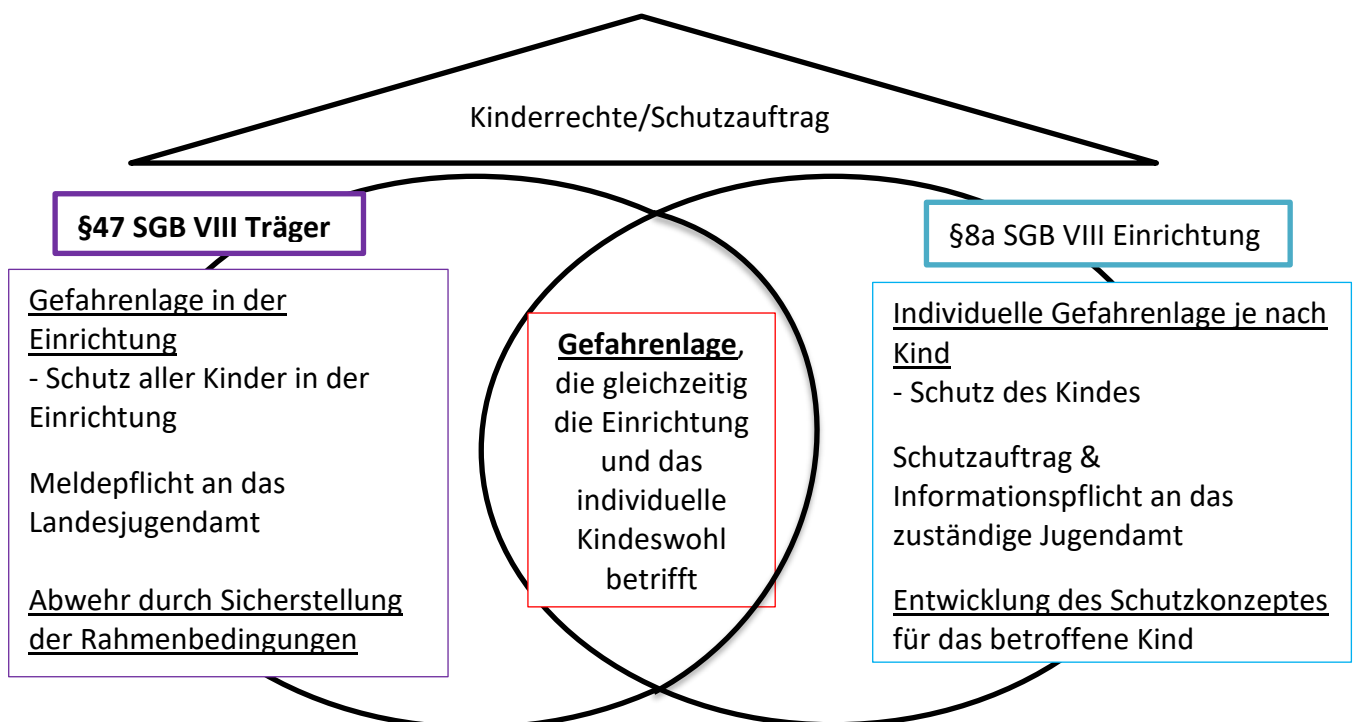 Kinderrechte/Schutzauftrag
§47 SGB VIII Träger
Gefahrenlage in der
Einrichtung
- Schutz aller Kinder in der
Einrichtung
Meldepflicht an das
Landesjugendamt
Abwehr durch Sicherstellung
der Rahmenbedingungen
Gefahrenlage,
die gleichzeitig
die Einrichtung
und das
individuelle
Kindeswohl
betrifft
§8a SGB VIII Einrichtung
Individuelle Gefahrenlage je nach
Kind
- Schutz des Kindes
Schutzauftrag &
Informationspflicht an das
zuständige Jugendamt
Entwicklung des Schutzkonzeptes
für das betroffene Kind